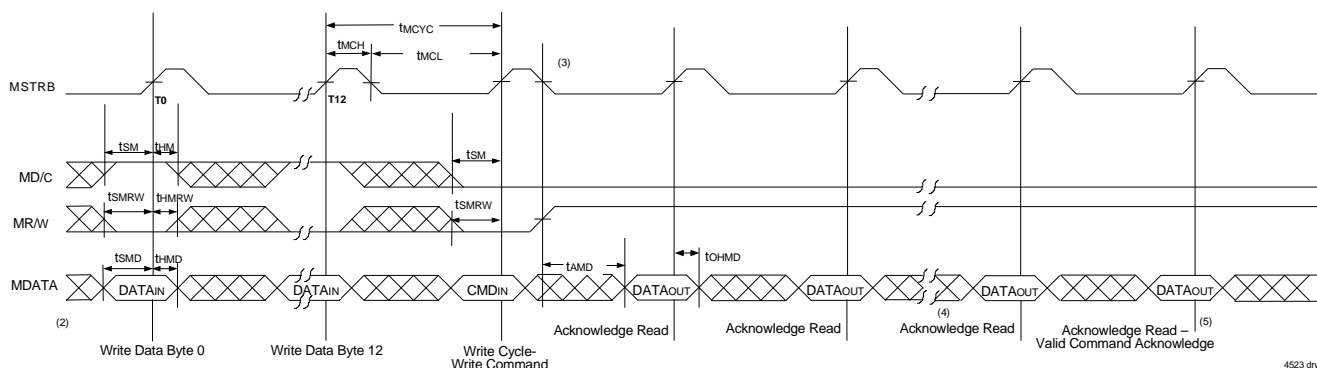 tMCYC
tMCH
tMCL
(3)
MSTRB
T0
T12
tSM
tHM
tSM
MD/C
tSMRW
tHMRW
tSMRW
MR/W
tSMD
tHMD
tAMD
tOHMD
MDATA
DATAIN
DATAIN
CMDIN
DATAOUT
DATAOUT
DATAOUT
DATAOUT
(2)
(4)
(5)
Write Data Byte 0
Write Data Byte 12
Write Cycle-
Write Command
Acknowledge Read
Acknowledge Read
Acknowledge Read
Acknowledge Read –
Valid Command Acknowledge
4523 drw